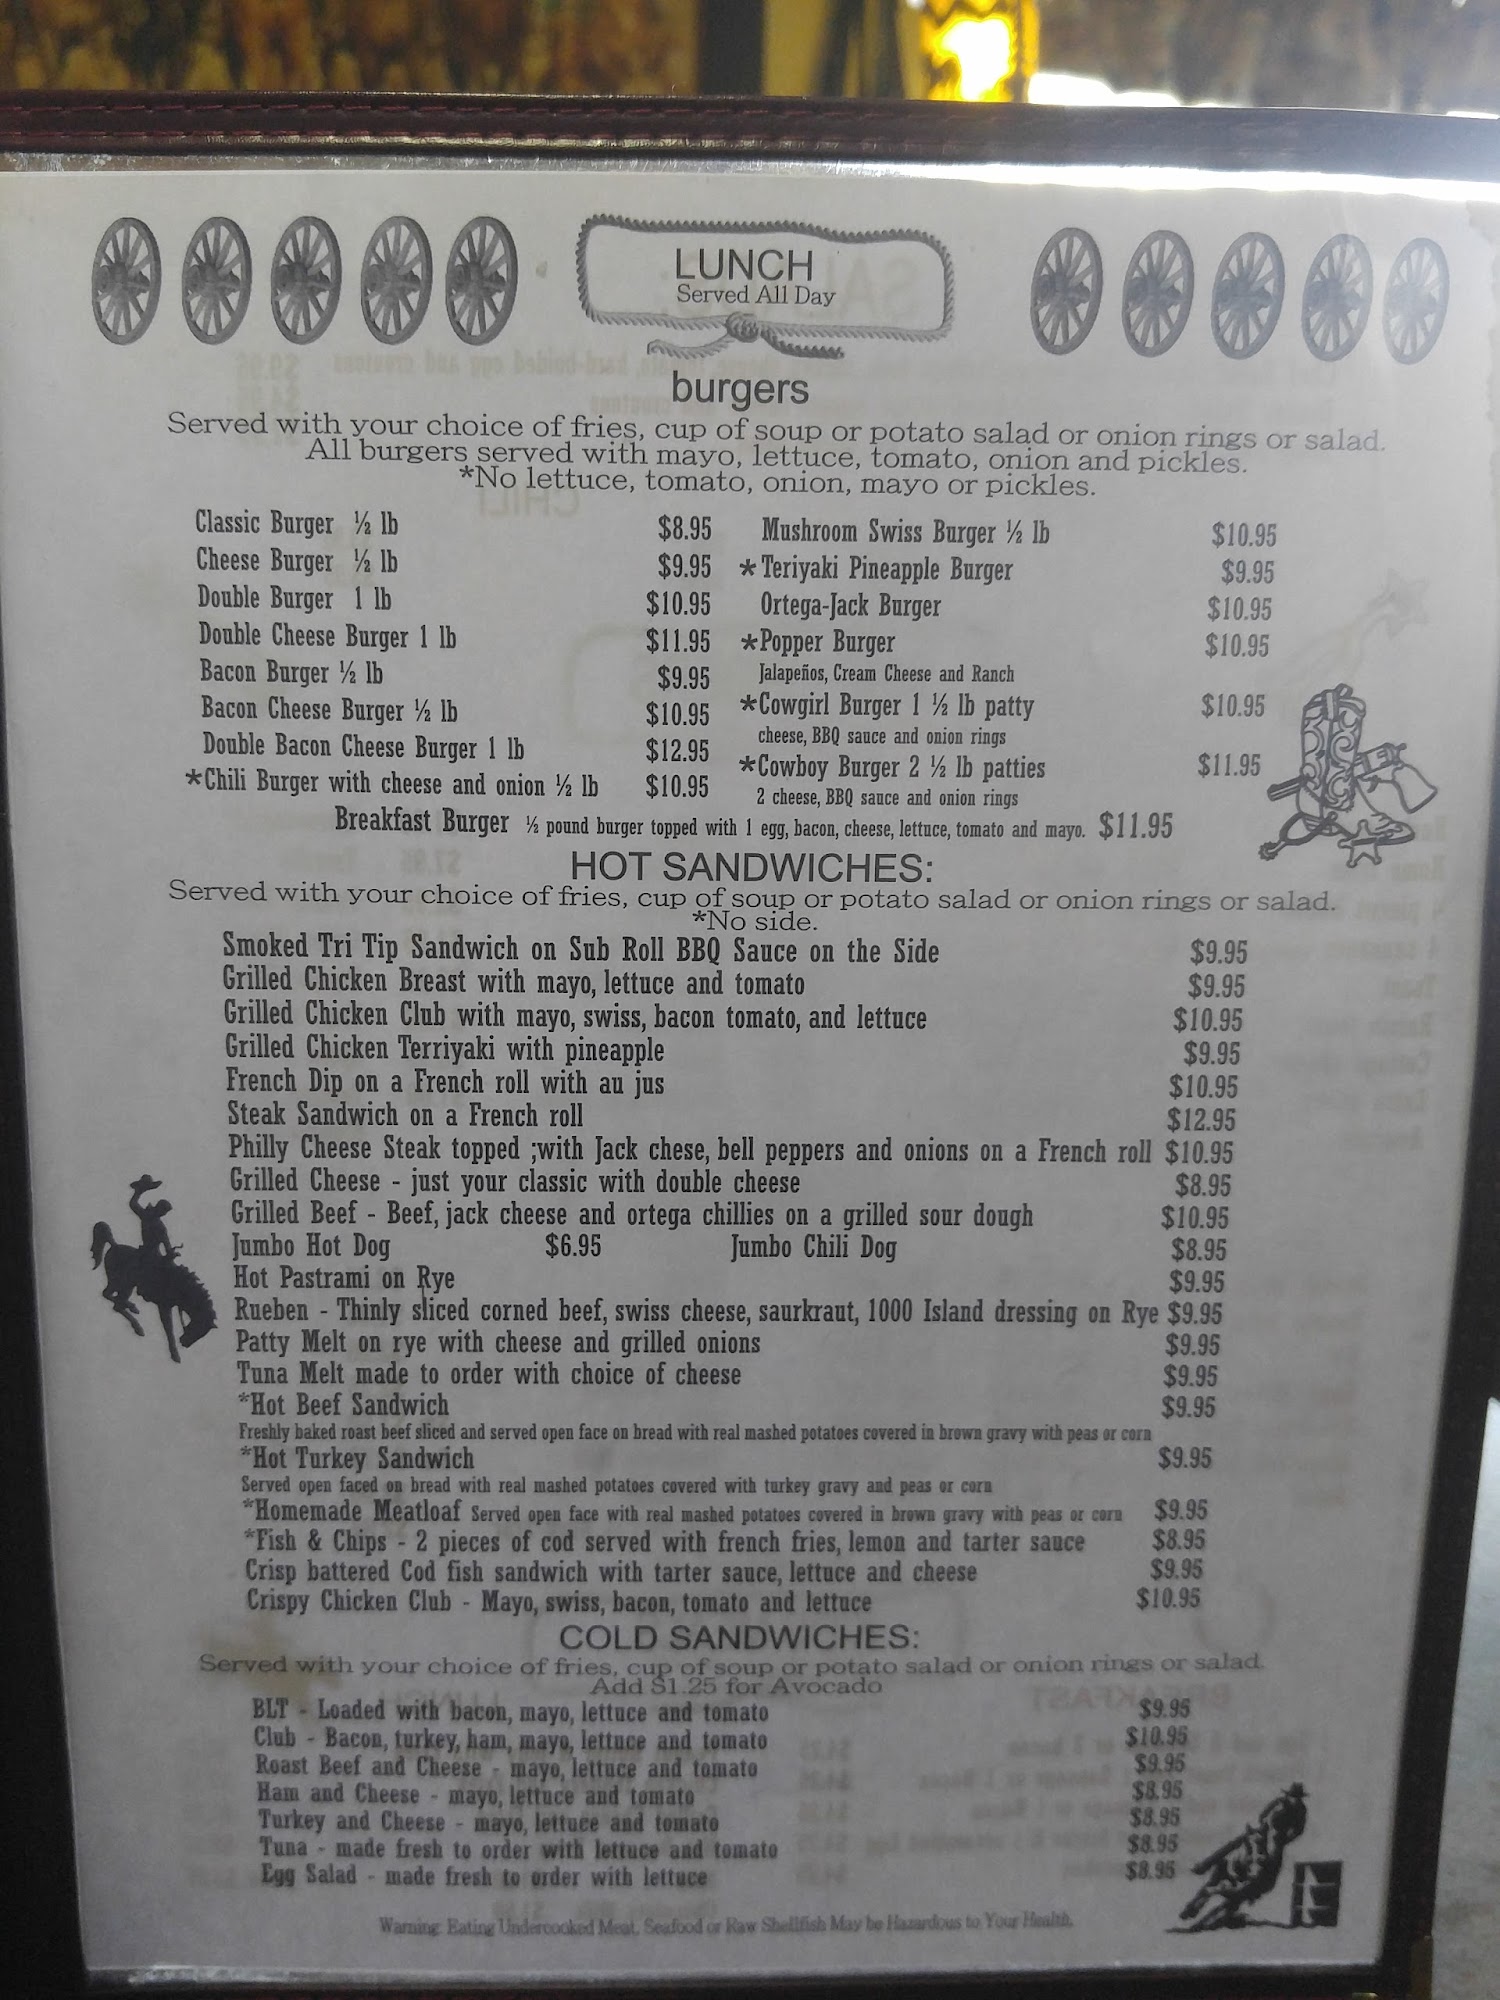 LUNCH
Served All Day
burgers
Served with your choice of fries, cup of soup or potato salad or onion rings or salad.
All burgers served with mayo, lettuce, tomato, onion and pickles.
*No lettuce, tomato, onion, mayo or pickles.
Classic Burger ½ lb $8.95
Cheese Burger ½ lb $9.95
Double Burger 1 lb $10.95
Double Cheese Burger 1 lb $11.95
Bacon Burger ½ lb $9.95
Bacon Cheese Burger ½ lb $10.95
Double Bacon Cheese Burger 1 lb $12.95
*Chili Burger with cheese and onion ½ lb $10.95
Mushroom Swiss Burger ½ lb $10.95
*Teriyaki Pineapple Burger $9.95
Ortega-Jack Burger $10.95
*Popper Burger $10.95
Jalapeños, Cream Cheese and Ranch
*Cowgirl Burger 1 ½ lb patty $10.95
cheese, BBQ sauce and onion rings
*Cowboy Burger 2 ½ lb patties $11.95
2 cheese, BBQ sauce and onion rings
Breakfast Burger ½ pound burger topped with 1 egg, bacon, cheese, lettuce, tomato and mayo. $11.95
HOT SANDWICHES:
Served with your choice of fries, cup of soup or potato salad or onion rings or salad.
*No side.
Smoked Tri Tip Sandwich on Sub Roll BBQ Sauce on the Side $9.95
Grilled Chicken Breast with mayo, lettuce and tomato $9.95
Grilled Chicken Club with mayo, swiss, bacon tomato, and lettuce $10.95
Grilled Chicken Terriyaki with pineapple $9.95
French Dip on a French roll with au jus $10.95
Steak Sandwich on a French roll $12.95
Philly Cheese Steak topped ;with Jack chese, bell peppers and onions on a French roll $10.95
Grilled Cheese - just your classic with double cheese $8.95
Grilled Beef - Beef, jack cheese and ortega chillies on a grilled sour dough $10.95
Jumbo Hot Dog $6.95 Jumbo Chili Dog $8.95
Hot Pastrami on Rye $9.95
Rueben - Thinly sliced corned beef, swiss cheese, saurkraut, 1000 Island dressing on Rye $9.95
Patty Melt on rye with cheese and grilled onions $9.95
Tuna Melt made to order with choice of cheese $9.95
*Hot Beef Sandwich $9.95
Freshly baked roast beef sliced and served open face on bread with real mashed potatoes covered in brown gravy with peas or corn
*Hot Turkey Sandwich $9.95
Served open faced on bread with real mashed potatoes covered with turkey gravy and peas or corn
*Homemade Meatloaf Served open face with real mashed potatoes covered in brown gravy with peas or corn $9.95
*Fish & Chips - 2 pieces of cod served with french fries, lemon and tarter sauce $8.95
Crisp battered Cod fish sandwich with tarter sauce, lettuce and cheese $9.95
Crispy Chicken Club - Mayo, swiss, bacon, tomato and lettuce $10.95
COLD SANDWICHES:
Served with your choice of fries, cup of soup or potato salad or onion rings or salad.
Add $1.25 for Avocado
BLT - Loaded with bacon, mayo, lettuce and tomato $9.95
Club - Bacon, turkey, ham, mayo, lettuce and tomato $10.95
Roast Beef and Cheese - mayo, lettuce and tomato $9.95
Ham and Cheese - mayo, lettuce and tomato $8.95
Turkey and Cheese - mayo, lettuce and tomato $8.95
Tuna - made fresh to order with lettuce and tomato $8.95
Egg Salad - made fresh to order with lettuce $8.95
Warning: Eating Undercooked Meat, Seafood or Raw Shellfish May be Hazardous to Your Health.